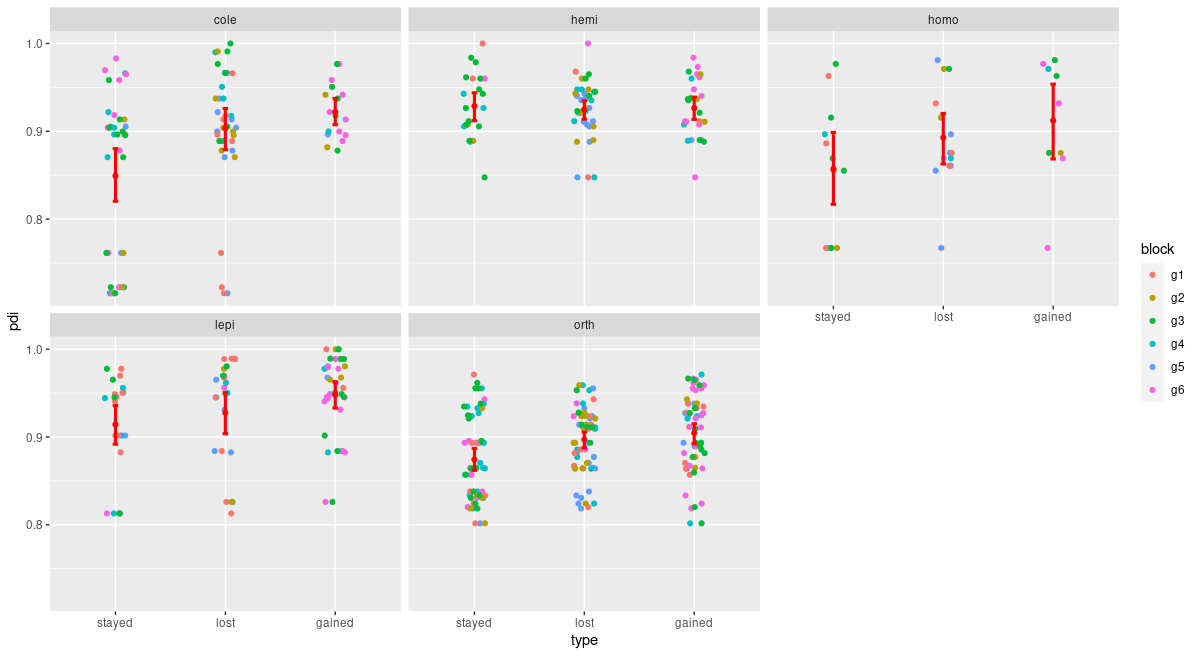 cole hemi homo
1.0
0.9
0.8
stayed lost gained
lepi orth
1.0
0.9
0.8
stayed lost gained stayed lost gained
type
pdi
block
g1
g2
g3
g4
g5
g6